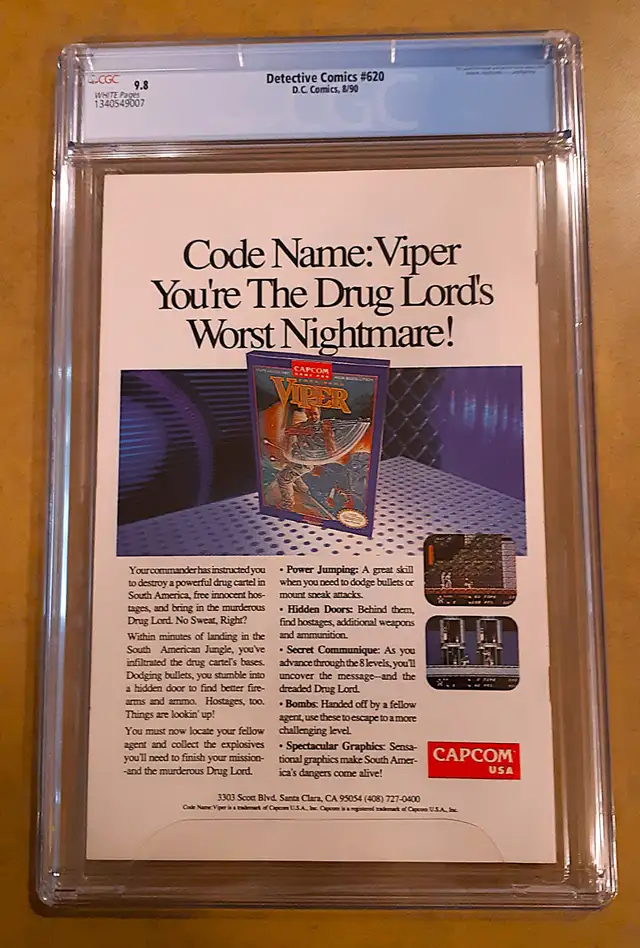 CGC 9.8
WHITE Pages
1340549007
Detective Comics #620
D.C. Comics, 8/90
CGC
Code Name: Viper
You're The Drug Lord's
Worst Nightmare!
CAPCOM
VIPER
Your commander has instructed you
to destroy a powerful drug cartel in
South America, free innocent hos-
tages, and bring in the murderous
Drug Lord. No Sweat, Right?
Within minutes of landing in the
South American Jungle, you've
infiltrated the drug cartel's bases.
Dodging bullets, you stumble into
a hidden door to find better fire-
arms and ammo. Hostages, too.
Things are lookin' up!
You must now locate your fellow
agent and collect the explosives
you'll need to finish your mission-
-and the murderous Drug Lord.
• Power Jumping: A great skill
when you need to dodge bullets or
mount sneak attacks.
• Hidden Doors: Behind them,
find hostages, additional weapons
and ammunition.
• Secret Communique: As you
advance through the 8 levels, you'll
uncover the message—and the
dreaded Drug Lord.
• Bombs: Handed off by a fellow
agent, use these to escape to a more
challenging level.
• Spectacular Graphics: Sensa-
tional graphics make South Amer-
ica's dangers come alive!
CAPCOM
USA
3303 Scott Blvd, Santa Clara, CA 95054 (408) 727-0400
Code Name: Viper is a trademark of Capcom U.S.A., Inc. Capcom is a registered trademark of Capcom U.S.A., Inc.